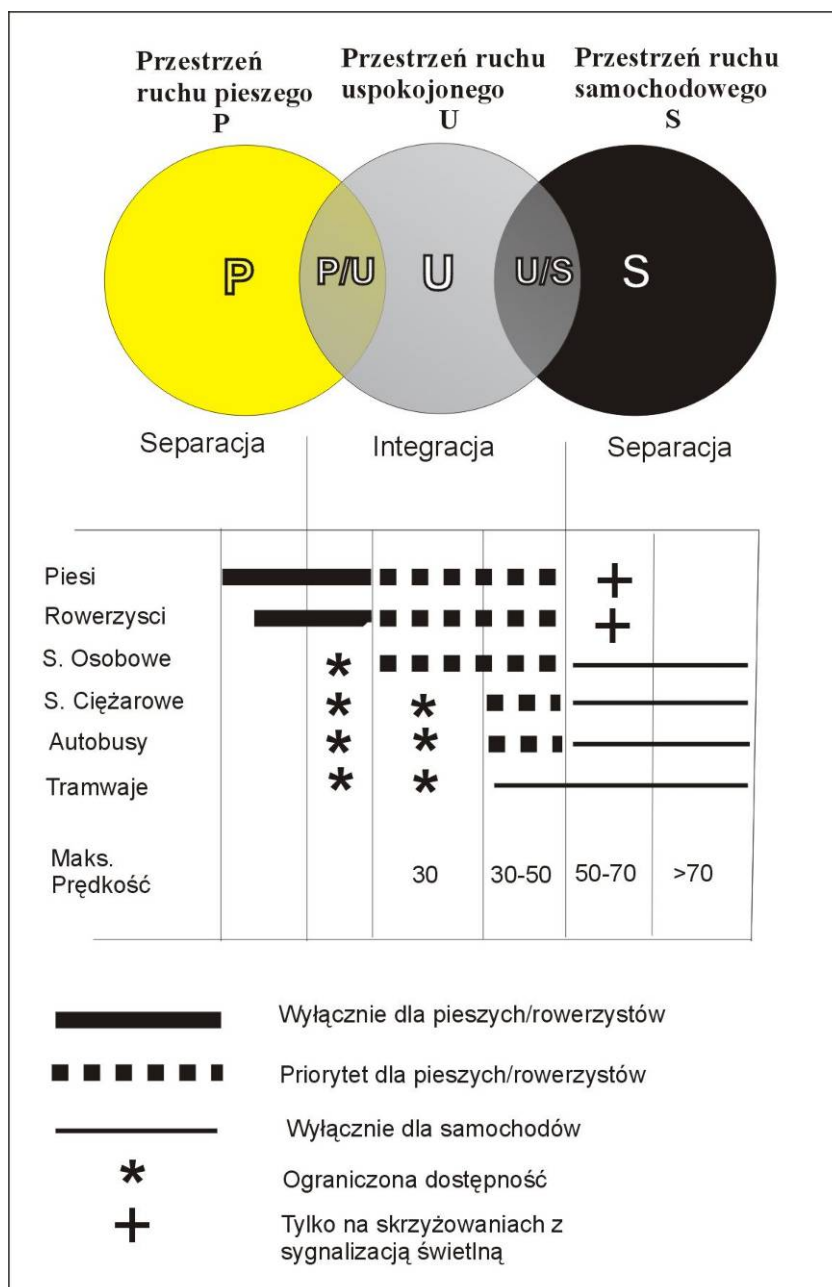 Przestrzeń
ruchu pieszego
P
Przestrzeń ruchu
uspokojonego
U
Przestrzeń ruchu
samochodowego
S
P
P/U
U
U/S
S
Separacja
Integracja
Separacja
Piesi
+
Rowerzysci
+
S. Osobowe
*
S. Ciężarowe
* *
Autobusy
* *
Tramwaje
* *
Maks.
Prędkość
30
30-50
50-70
>70
Wyłącznie dla pieszych/rowerzystów
Priorytet dla pieszych/rowerzystów
Wyłącznie dla samochodów
* Ograniczona dostępność
+ Tylko na skrzyżowaniach z
sygnalizacją świetlną